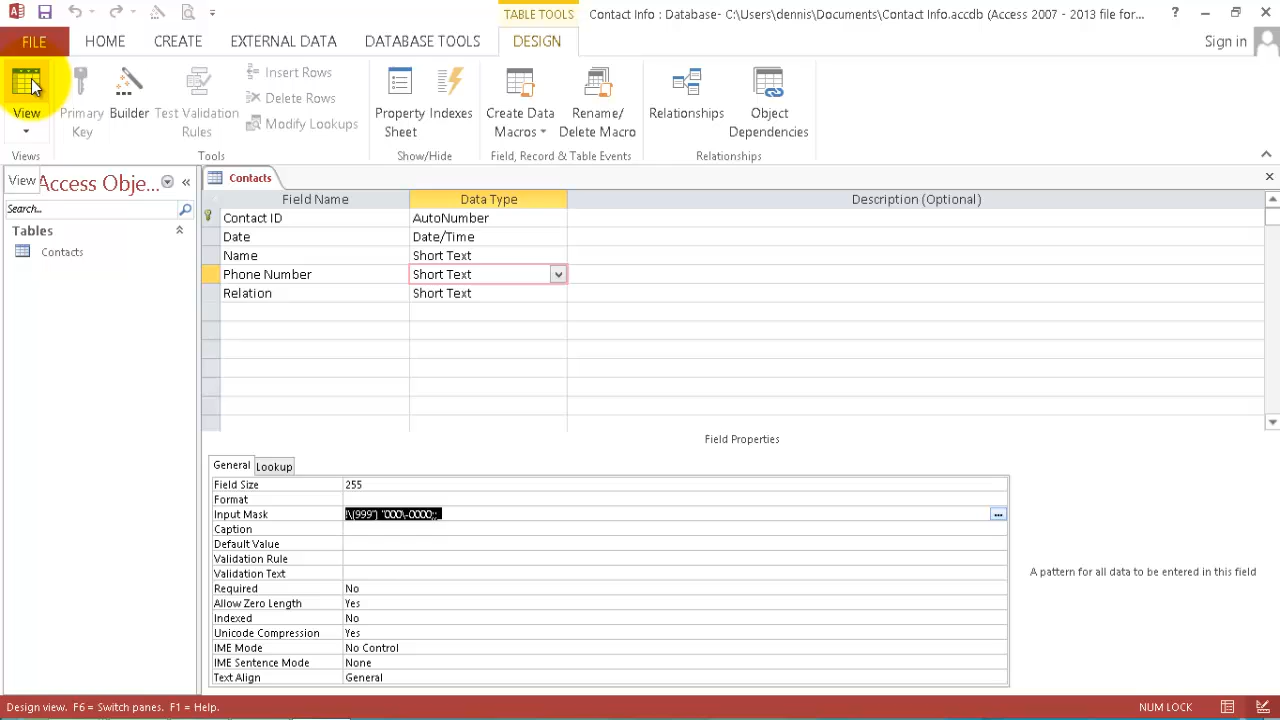 TABLE TOOLS
Contact Info : Database- C:\Users\dennis\Documents\Contact Info.accdb (Access 2007 - 2013 file for...
?
FILE
HOME
CREATE
EXTERNAL DATA
DATABASE TOOLS
DESIGN
Sign in
View
Primary
Key
Builder
Test Validation
Rules
Insert Rows
Delete Rows
Modify Lookups
Property
Sheet
Indexes
Create Data
Macros
Rename/
Delete Macro
Relationships
Object
Dependencies
Views
Tools
Show/Hide
Field, Record & Table Events
Relationships
View
Access Obje...
Search...
Tables
Contacts
Contacts
Field Name Data Type Description (Optional)
Contact ID AutoNumber
Date Date/Time
Name Short Text
Phone Number Short Text
Relation Short Text
Field Properties
General Lookup
Field Size 255
Format
Input Mask !\(999") "000\-0000;;
Caption
Default Value
Validation Rule
Validation Text
Required No
Allow Zero Length Yes
Indexed No
Unicode Compression Yes
IME Mode No Control
IME Sentence Mode None
Text Align General
A pattern for all data to be entered in this field
Design view. F6 = Switch panes. F1 = Help.
NUM LOCK